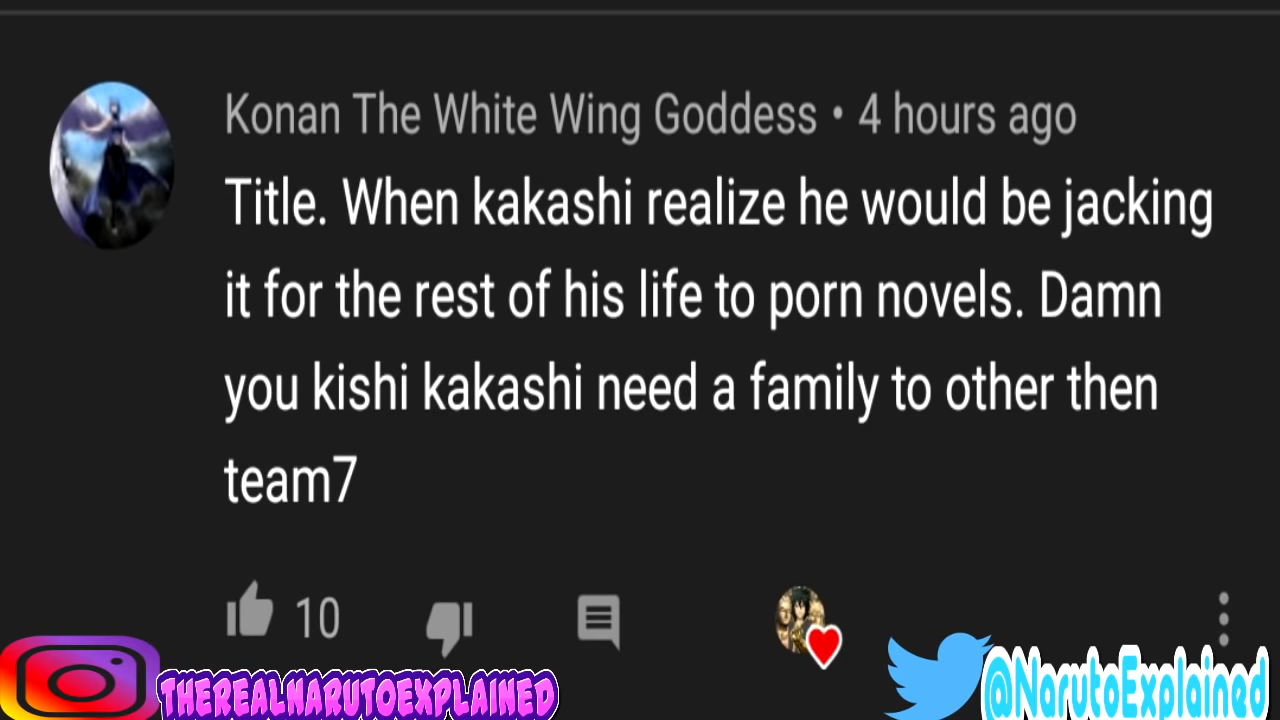 Konan The White Wing Goddess • 4 hours ago
Title. When kakashi realize he would be jacking
it for the rest of his life to porn novels. Damn
you kishi kakashi need a family to other then
team7
10
THEREALNARUTOEXPLAINED
@NarutoExplained